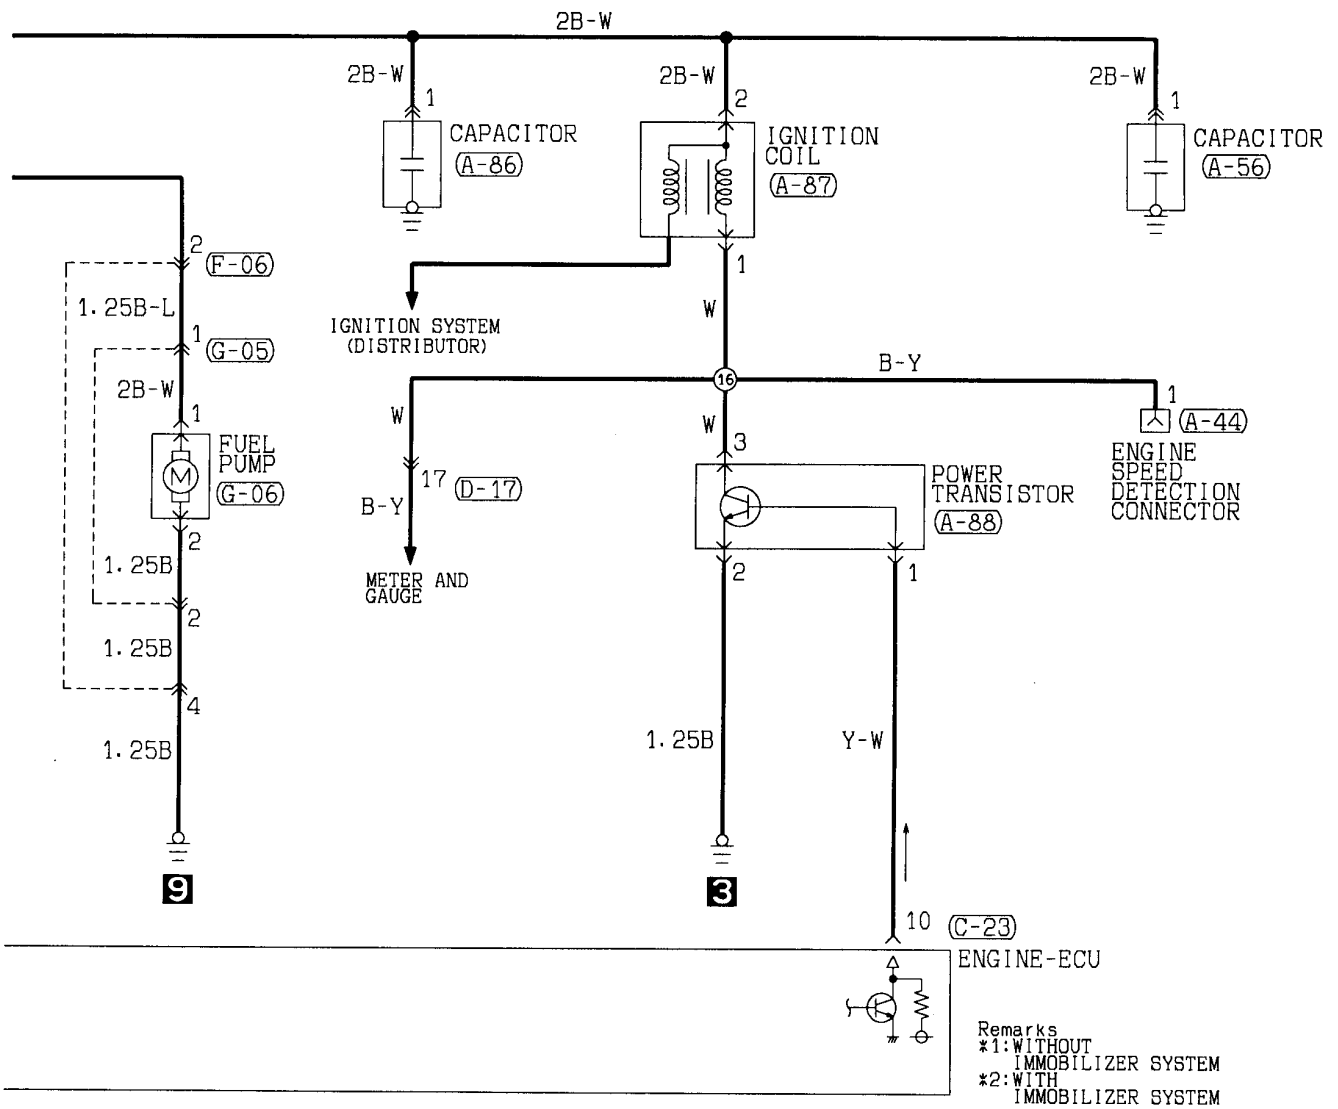 2B-W
2B-W
2B-W
2B-W
1
2
1
CAPACITOR
(A-86)
IGNITION
COIL
(A-87)
CAPACITOR
(A-56)
2
(F-06)
1
1.25B-L
W
IGNITION SYSTEM
(DISTRIBUTOR)
1
(G-05)
2B-W
16
B-Y
1
1
W
W
(A-44)
FUEL
PUMP
(G-06)
M
3
ENGINE
SPEED
DETECTION
CONNECTOR
17
(D-17)
B-Y
POWER
TRANSISTOR
(A-88)
2
1.25B
METER AND
GAUGE
2
1
2
1.25B
4
1.25B
1.25B
Y-W
9
3
10
(C-23)
ENGINE-ECU
Remarks
*1:WITHOUT
IMMOBILIZER SYSTEM
*2:WITH
IMMOBILIZER SYSTEM